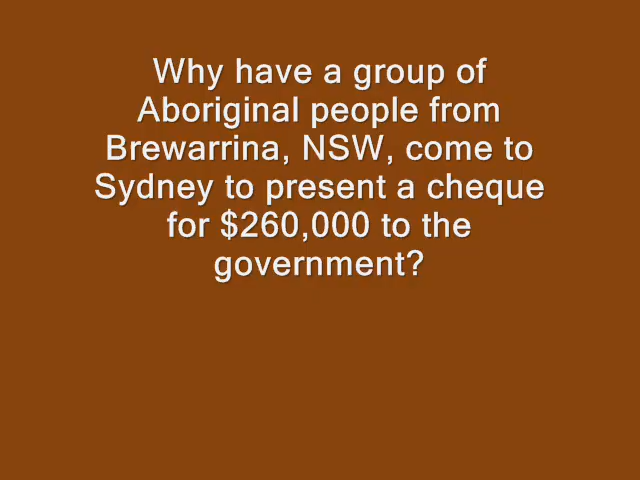 Why have a group of
Aboriginal people from
Brewarrina, NSW, come to
Sydney to present a cheque
for $260,000 to the
government?